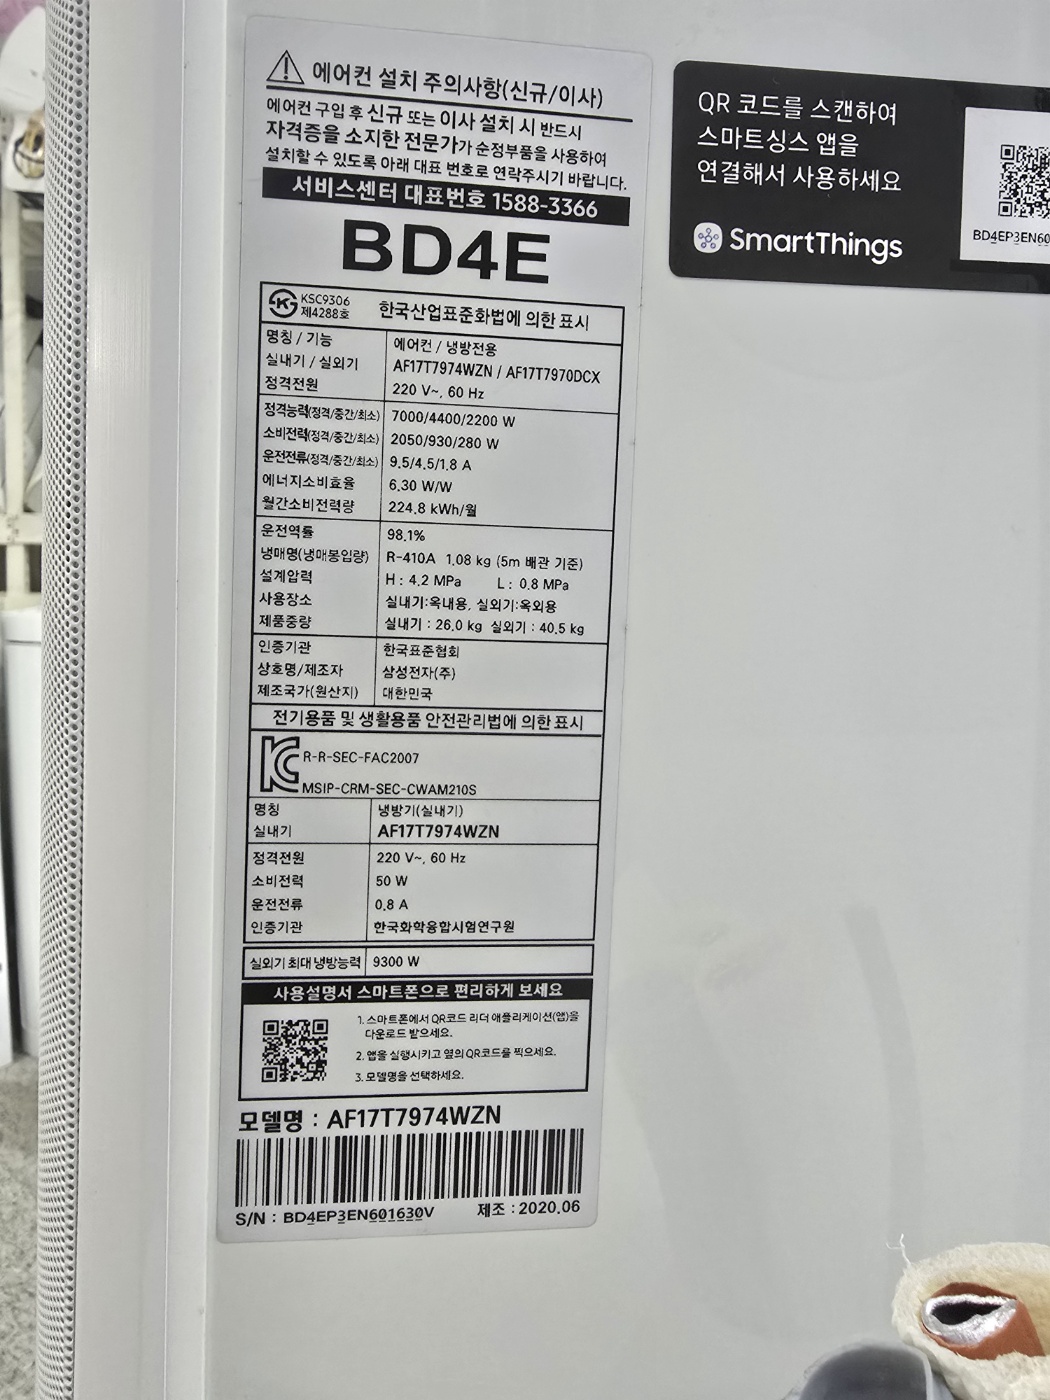 에어컨 설치 주의사항(신규/이사)
에어컨 구입 후 신규 또는 이사 설치 시 반드시
자격증을 소지한 전문가가 순정부품을 사용하여
설치할 수 있도록 아래 대표 번호로 연락주시기 바랍니다.
서비스센터 대표번호 1588-3366
BD4E
KSC9306
제4288호
한국산업표준화법에 의한 표시
명칭 / 기능 에어컨 / 냉방전용
실내기 / 실외기 AF17T7974WZN / AF17T7970DCX
정격전원 220 V~, 60 Hz
정격능력(정격/중간/최소) 7000/4400/2200 W
소비전력(정격/중간/최소) 2050/930/280 W
운전전류(정격/중간/최소) 9.5/4.5/1.8 A
에너지소비효율 6.30 W/W
월간소비전력량 224.8 kWh/월
운전역률 98.1%
냉매명(냉매봉입량) R-410A 1.08 kg (5m 배관 기준)
설계압력 H : 4.2 MPa L : 0.8 MPa
사용장소 실내기:옥내용, 실외기:옥외용
제품중량 실내기 : 26.0 kg 실외기 : 40.5 kg
인증기관 한국표준협회
상호명/제조자 삼성전자(주)
제조국가(원산지) 대한민국
전기용품 및 생활용품 안전관리법에 의한 표시
R-R-SEC-FAC2007
MSIP-CRM-SEC-CWAM210S
명칭 냉방기(실내기)
실내기 AF17T7974WZN
정격전원 220 V~, 60 Hz
소비전력 50 W
운전전류 0.8 A
인증기관 한국화학융합시험연구원
실외기 최대 냉방능력 9300 W
사용설명서 스마트폰으로 편리하게 보세요
1. 스마트폰에서 QR코드 리더 애플리케이션(앱)을
다운로드 받으세요.
2. 앱을 실행시키고 옆의 QR코드를 찍으세요.
3. 모델명을 선택하세요.
모델명 : AF17T7974WZN
S/N : BD4EP3EN601630V 제조 : 2020.06
QR 코드를 스캔하여
스마트싱스 앱을
연결해서 사용하세요
SmartThings
BD4EP3EN60